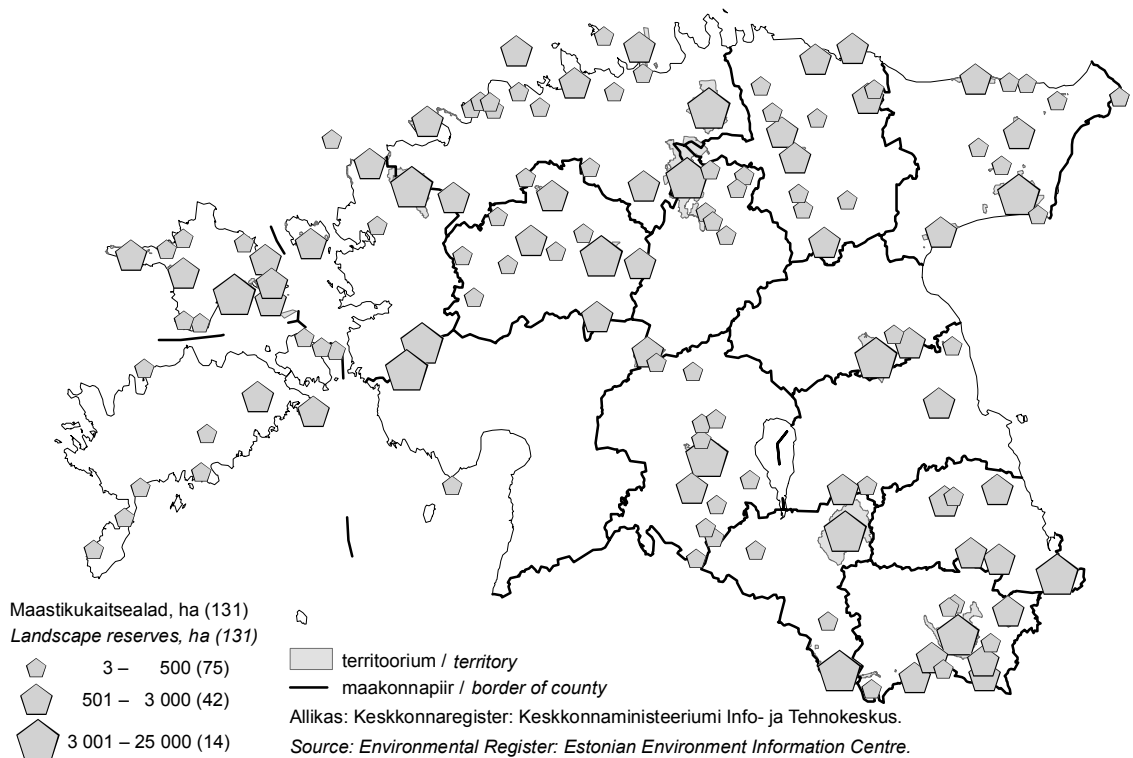 Maastikukaitsealad, ha (131)
Landscape reserves, ha (131)
3 – 500 (75)
501 – 3 000 (42)
3 001 – 25 000 (14)
territoorium / territory
maakonnapiir / border of county
Allikas: Keskkonnaregister: Keskkonnaministeeriumi Info- ja Tehnokeskus.
Source: Environmental Register: Estonian Environment Information Centre.